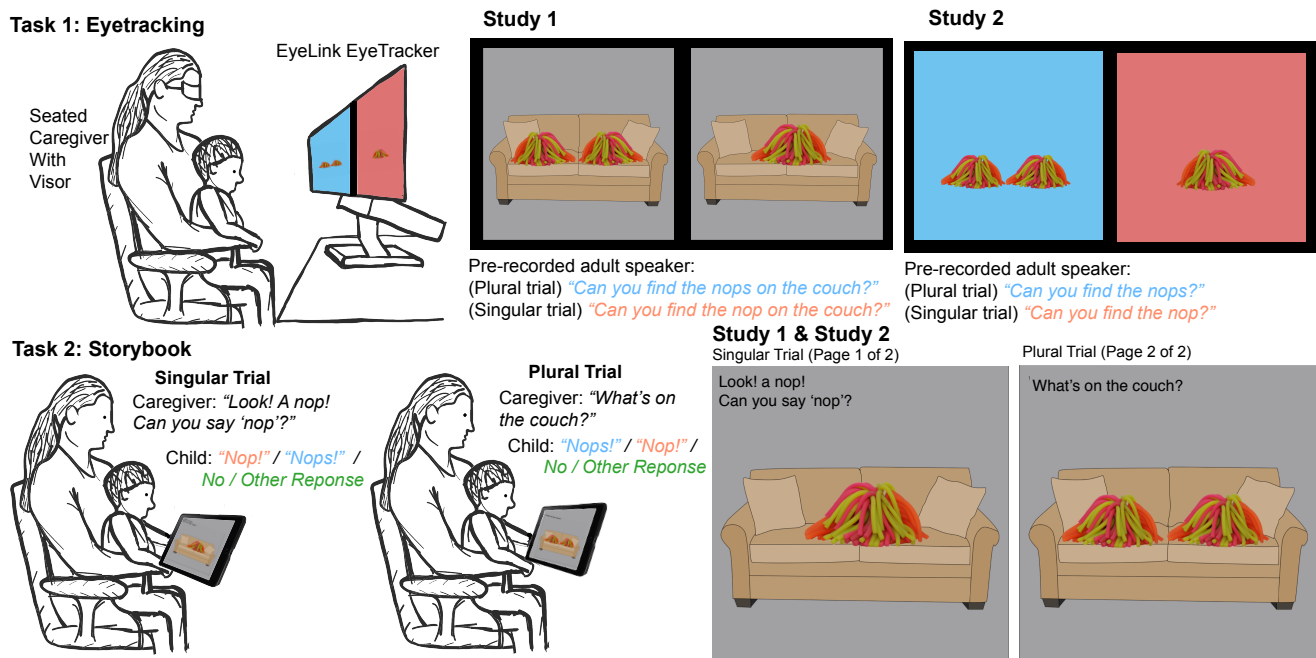 Task 1: Eyetracking
EyeLink EyeTracker
Seated
Caregiver
With
Visor
Study 1
Pre-recorded adult speaker:
(Plural trial) “Can you find the nops on the couch?”
(Singular trial) “Can you find the nop on the couch?”
Study 2
Pre-recorded adult speaker:
(Plural trial) “Can you find the nops?”
(Singular trial) “Can you find the nop?”
Task 2: Storybook
Singular Trial
Caregiver: “Look! A nop!
Can you say ‘nop’?”
Child: “Nop!” / “Nops!” /
No / Other Reponse
Plural Trial
Caregiver: “What’s on
the couch?”
Child: “Nops!” / “Nop!” /
No / Other Reponse
Study 1 & Study 2
Singular Trial (Page 1 of 2)
Look! a nop!
Can you say ‘nop’?
Plural Trial (Page 2 of 2)
What’s on the couch?